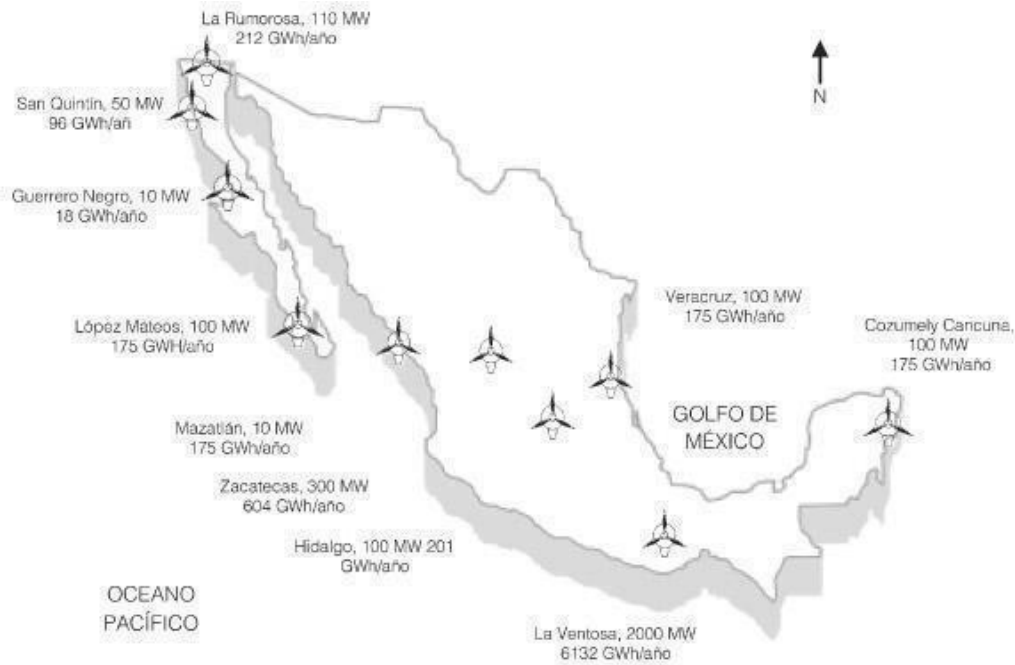 La Rumorosa, 110 MW
212 GWh/año
N
San Quintin, 50 MW
96 GWh/añ
Guerrero Negro, 10 MW
18 GWh/año
López Mateos, 100 MW
175 GWH/año
Veracruz, 100 MW
175 GWh/año
Cozumely Cancuna,
100 MW
175 GWh/año
GOLFO DE
MÉXICO
Mazatlán, 10 MW
175 GWh/año
Zacatecas, 300 MW
604 GWh/año
Hidalgo, 100 MW 201
GWh/año
OCEANO
PACÍFICO
La Ventosa, 2000 MW
6132 GWh/año